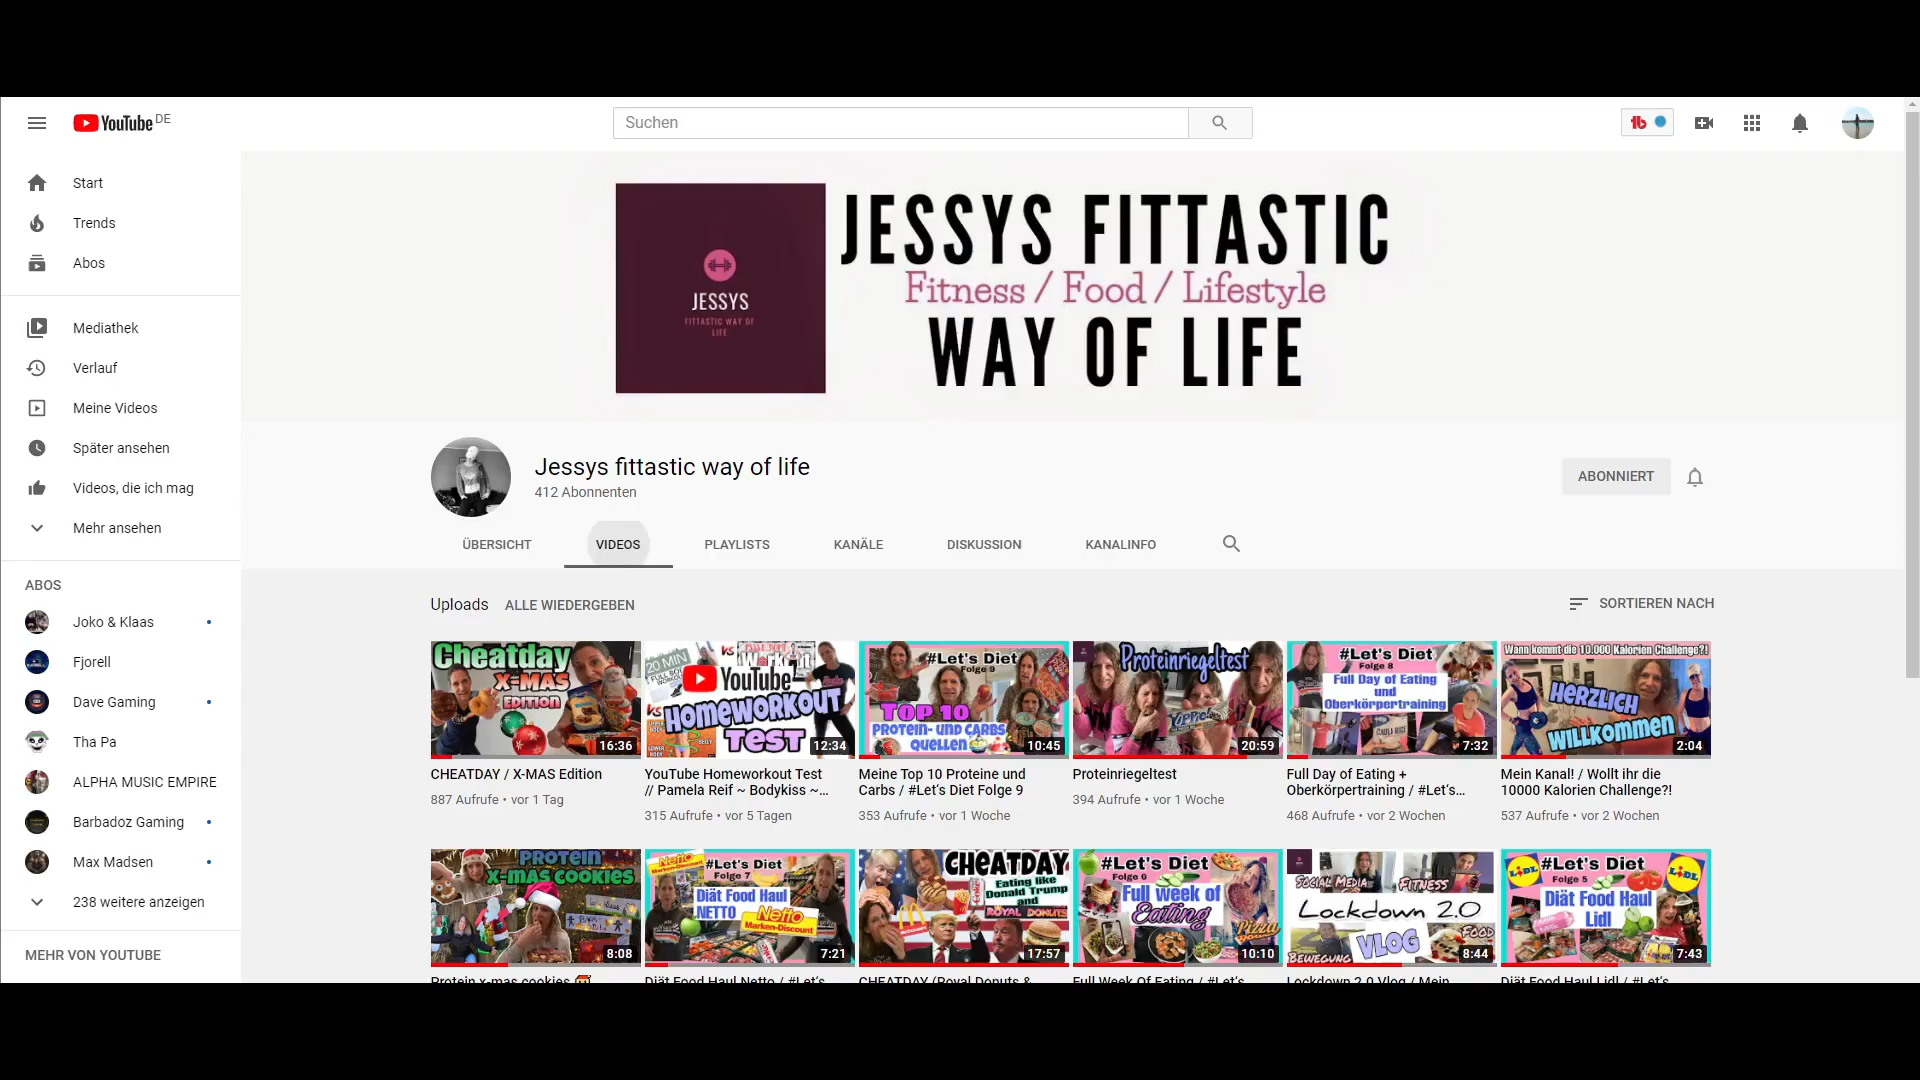 YouTube DE
Suchen
Start
Trends
Abos
Mediathek
Verlauf
Meine Videos
Später ansehen
Videos, die ich mag
Mehr ansehen
ABOS
Joko & Klaas
Fjorell
Dave Gaming
Tha Pa
ALPHA MUSIC EMPIRE
Barbadoz Gaming
Max Madsen
238 weitere anzeigen
MEHR VON YOUTUBE
JESSYS
FITTASTIC WAY OF
LIFE
JESSYS FITTASTIC
Fitness / Food / Lifestyle
WAY OF LIFE
Jessys fittastic way of life
412 Abonnenten
ABONNIERT
ÜBERSICHT
VIDEOS
PLAYLISTS
KANÄLE
DISKUSSION
KANALINFO
Uploads
ALLE WIEDERGEBEN
SORTIEREN NACH
Cheatday
X-MAS
EDITION
16:36
CHEATDAY / X-MAS Edition
887 Aufrufe • vor 1 Tag
20 MIN
VS
YouTube
VS
HOMEWORKOUT
TEST
12:34
YouTube Homeworkout Test
// Pamela Reif ~ Bodykiss ~...
315 Aufrufe • vor 5 Tagen
#Let's Diet
Folge 9
TOP 10
PROTEIN- UND CARBS
QUELLEN
10:45
Meine Top 10 Proteine und
Carbs / #Let's Diet Folge 9
353 Aufrufe • vor 1 Woche
Proteinriegeltest
YIPPIE!
20:59
Proteinriegeltest
394 Aufrufe • vor 1 Woche
#Let's Diet
Folge 8
Full Day of Eating
und
Oberkörpertraining
7:32
Full Day of Eating +
Oberkörpertraining / #Let's...
468 Aufrufe • vor 2 Wochen
Wann kommt die 10.000 Kalorien Challenge?!
HERZLICH
WILLKOMMEN
2:04
Mein Kanal! / Wollt ihr die
10000 Kalorien Challenge?!
537 Aufrufe • vor 2 Wochen
PROTEIN
X-MAS COOKIES
8:08
Protein x-mas cookies
Netto
Marken-Discount
#Let's Diet
Folge 7
Diät Food Haul
NETTO
Netto
Marken-Discount
7:21
Diät Food Haul Netto / #Let's
CHEATDAY
Eating like
Donald Trump
and
ROYAL DONUTS
17:57
CHEATDAY (Royal Donuts &
#Let's Diet
Folge 6
Full week of
Eating
Pizza
10:10
Full Week Of Eating / #Let's
SOCIAL MEDIA
FITNESS
Lockdown 2.0
VLOG
FOOD
BEWEGUNG
8:44
Lockdown 2.0 Vlog / Mein
LIDL
#Let's Diet
Folge 5
Diät Food Haul
Lidl
LIDL
7:43
Diät Food Haul Lidl / #Let's